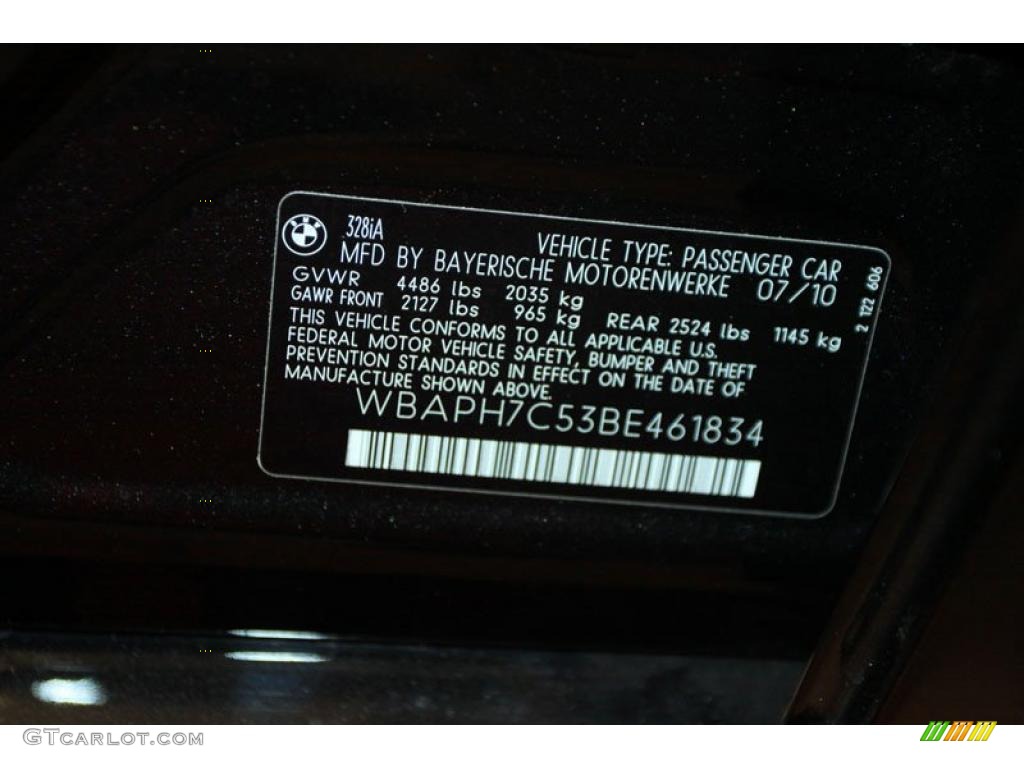 BMW
328iA
VEHICLE TYPE: PASSENGER CAR
MFD BY BAYERISCHE MOTORENWERKE 07/10
GVWR 4486 lbs 2035 kg
GAWR FRONT 2127 lbs 965 kg REAR 2524 lbs 1145 kg
THIS VEHICLE CONFORMS TO ALL APPLICABLE U.S.
FEDERAL MOTOR VEHICLE SAFETY, BUMPER AND THEFT
PREVENTION STANDARDS IN EFFECT ON THE DATE OF
MANUFACTURE SHOWN ABOVE.
WBAPH7C53BE461834
2 122 606
GTcarlot.com